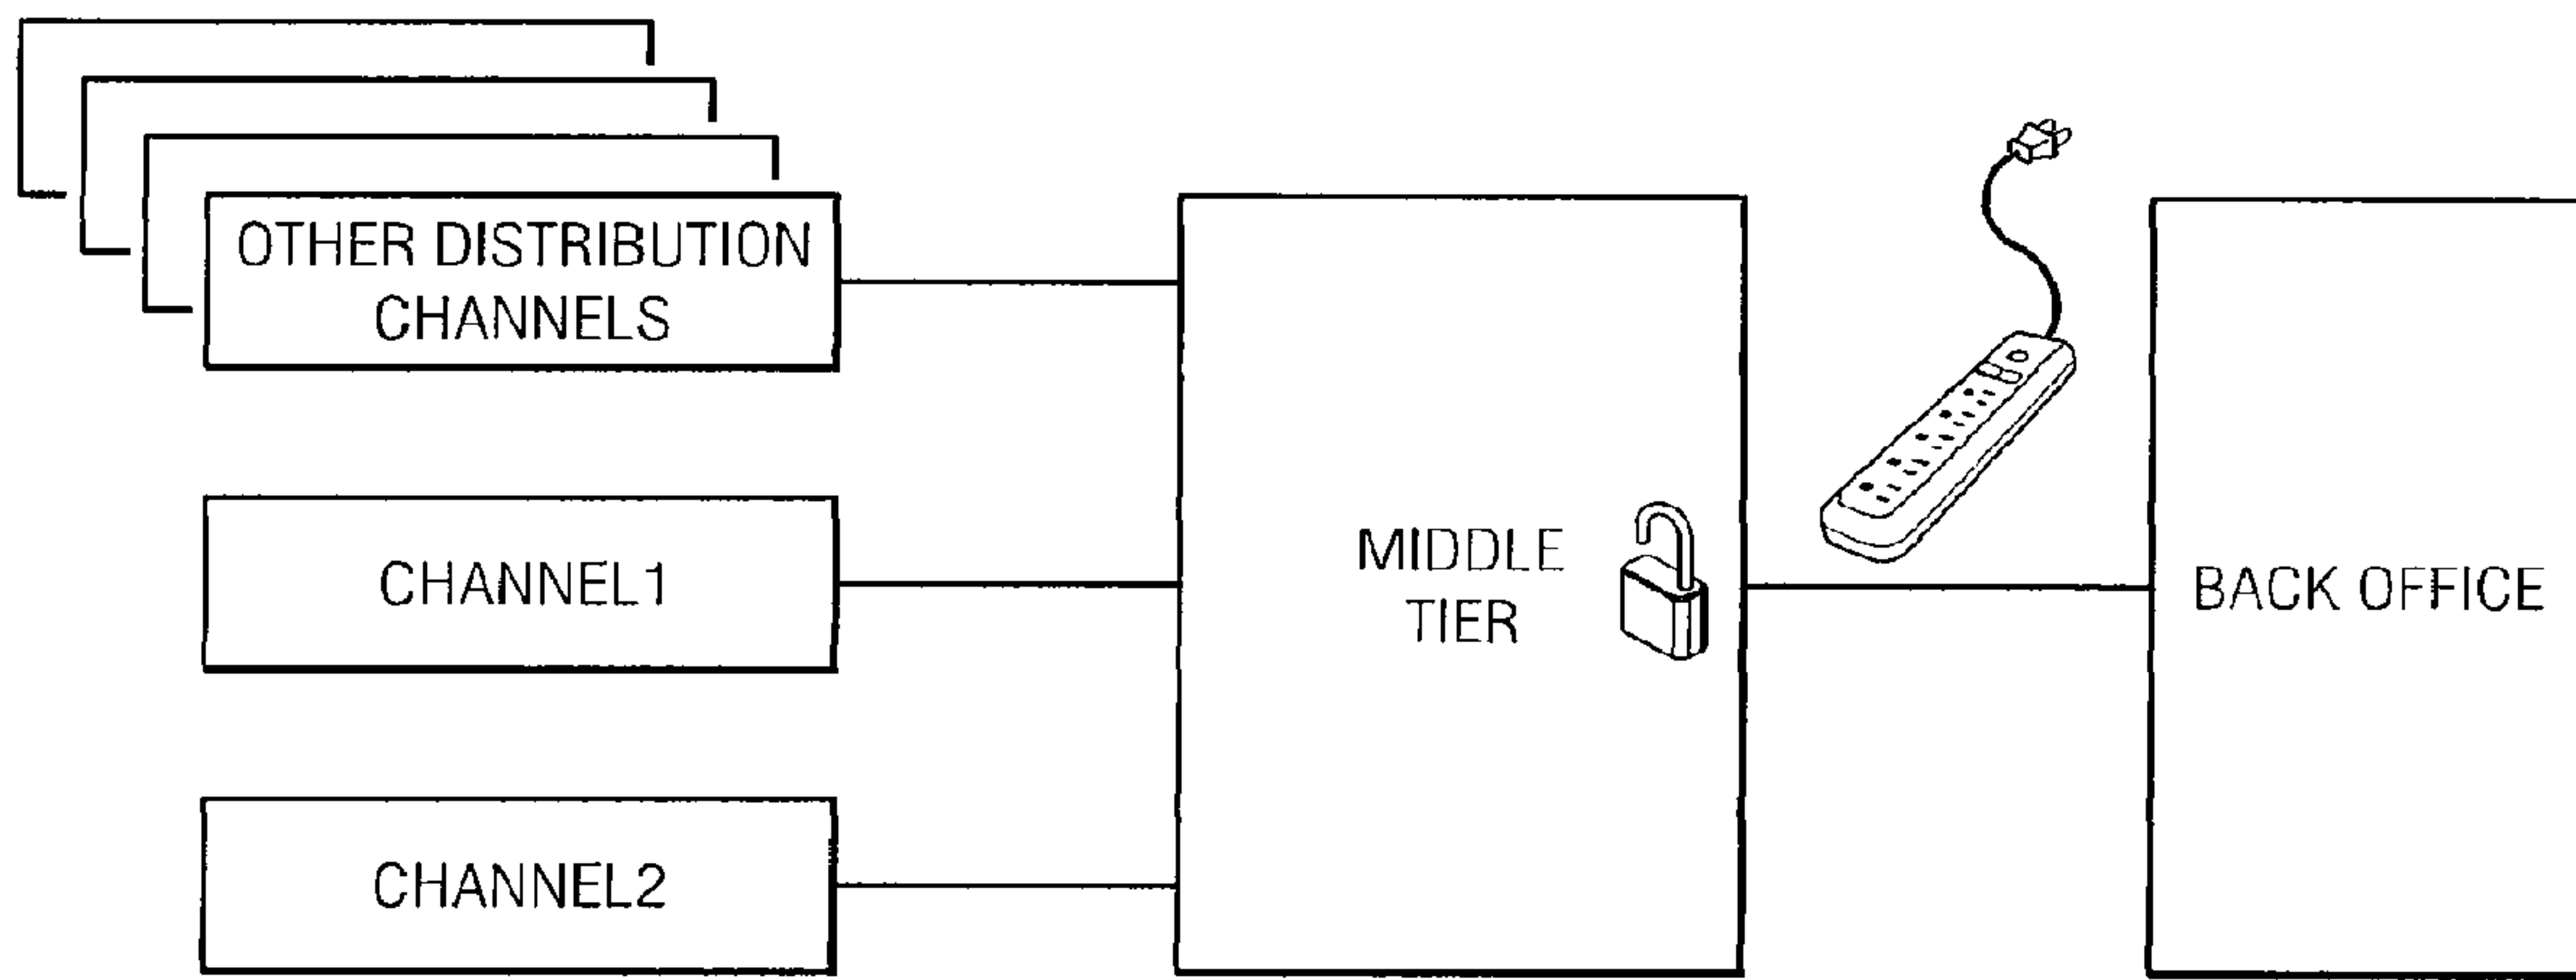 OTHER DISTRIBUTION
CHANNELS
CHANNEL1
CHANNEL2
MIDDLE
TIER
BACK OFFICE